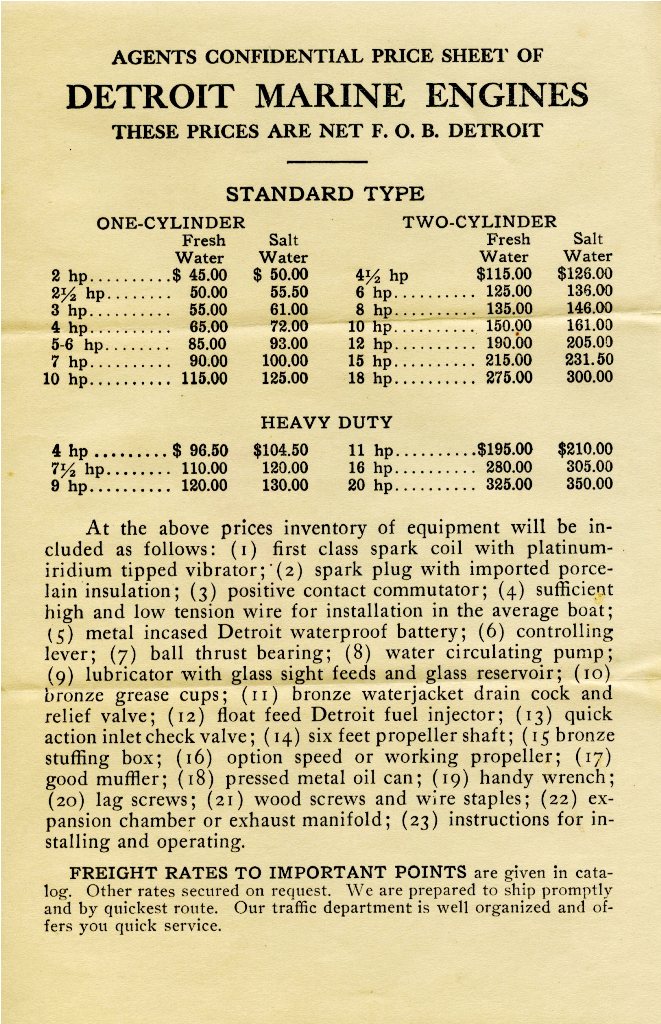 AGENTS CONFIDENTIAL PRICE SHEET OF
DETROIT MARINE ENGINES
THESE PRICES ARE NET F. O. B. DETROIT
STANDARD TYPE
ONE-CYLINDER
Fresh Salt
Water Water
2 hp..........$ 45.00 $ 50.00
2½ hp........ 50.00 55.50
3 hp.......... 55.00 61.00
4 hp.......... 65.00 72.00
5-6 hp........ 85.00 93.00
7 hp.......... 90.00 100.00
10 hp.......... 115.00 125.00
TWO-CYLINDER
Fresh Salt
Water Water
4½ hp $115.00 $126.00
6 hp.......... 125.00 136.00
8 hp.......... 135.00 146.00
10 hp.......... 150.00 161.00
12 hp.......... 190.00 205.00
15 hp.......... 215.00 231.50
18 hp.......... 275.00 300.00
HEAVY DUTY
4 hp .........$ 96.50 $104.50
7½ hp........ 110.00 120.00
9 hp.......... 120.00 130.00
11 hp..........$195.00 $210.00
16 hp.......... 280.00 305.00
20 hp.......... 325.00 350.00
At the above prices inventory of equipment will be in-
cluded as follows: (1) first class spark coil with platinum-
iridium tipped vibrator; (2) spark plug with imported porce-
lain insulation; (3) positive contact commutator; (4) sufficient
high and low tension wire for installation in the average boat;
(5) metal incased Detroit waterproof battery; (6) controlling
lever; (7) ball thrust bearing; (8) water circulating pump;
(9) lubricator with glass sight feeds and glass reservoir; (10)
bronze grease cups; (11) bronze waterjacket drain cock and
relief valve; (12) float feed Detroit fuel injector; (13) quick
action inlet check valve; (14) six feet propeller shaft; (15 bronze
stuffing box; (16) option speed or working propeller; (17)
good muffler; (18) pressed metal oil can; (19) handy wrench;
(20) lag screws; (21) wood screws and wire staples; (22) ex-
pansion chamber or exhaust manifold; (23) instructions for in-
stalling and operating.
FREIGHT RATES TO IMPORTANT POINTS are given in cata-
log. Other rates secured on request. We are prepared to ship promptly
and by quickest route. Our traffic department is well organized and of-
fers you quick service.